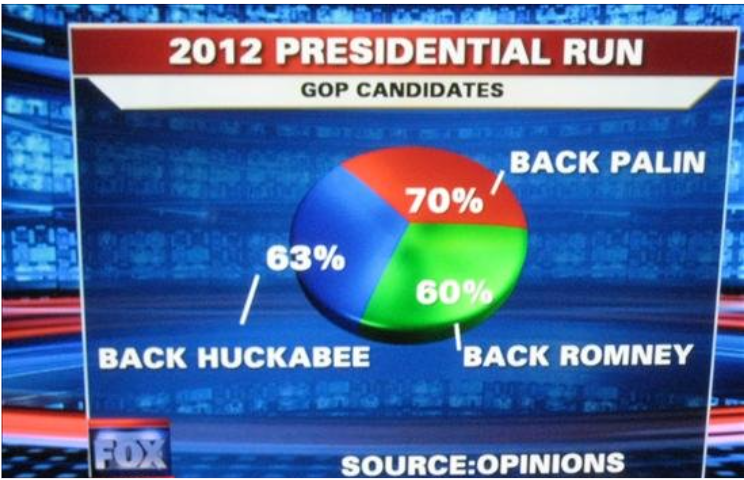 2012 PRESIDENTIAL RUN
GOP CANDIDATES
BACK PALIN
70%
63%
60%
BACK HUCKABEE
BACK ROMNEY
FOX
SOURCE:OPINIONS